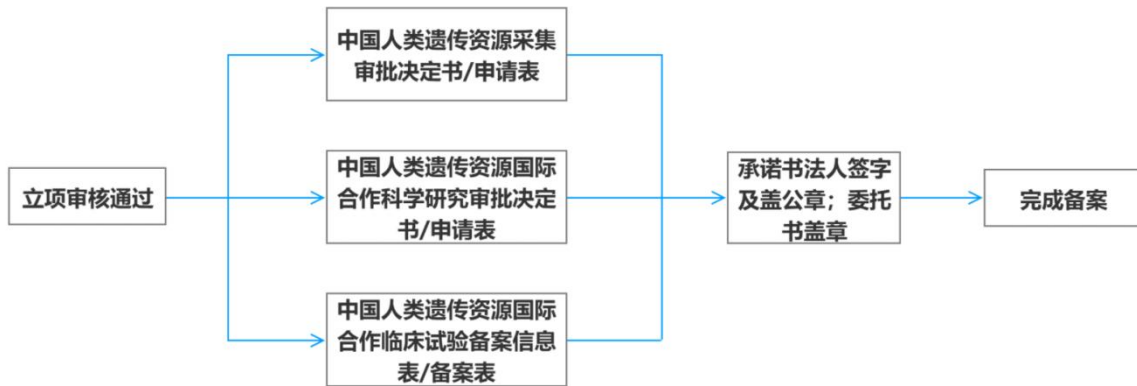 中国人类遗传资源采集
审批决定书/申请表
立项审核通过
中国人类遗传资源国际
合作科学研究审批决定
书/申请表
中国人类遗传资源国际
合作临床试验备案信息
表/备案表
承诺书法人签字
及盖公章；委托
书盖章
完成备案